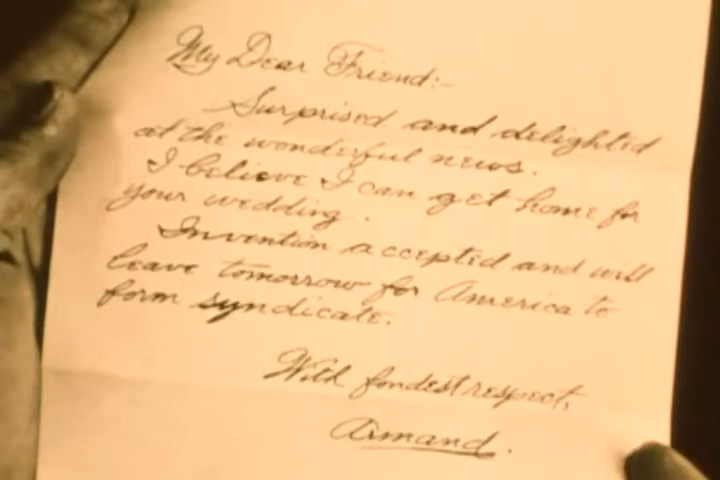 My Dear Friend:-
Surprised and delighted
at the wonderful news.
I believe I can get home for
your wedding.
Invention accepted and will
leave tomorrow for America to
form syndicate.
With fondest respect,
Armand.